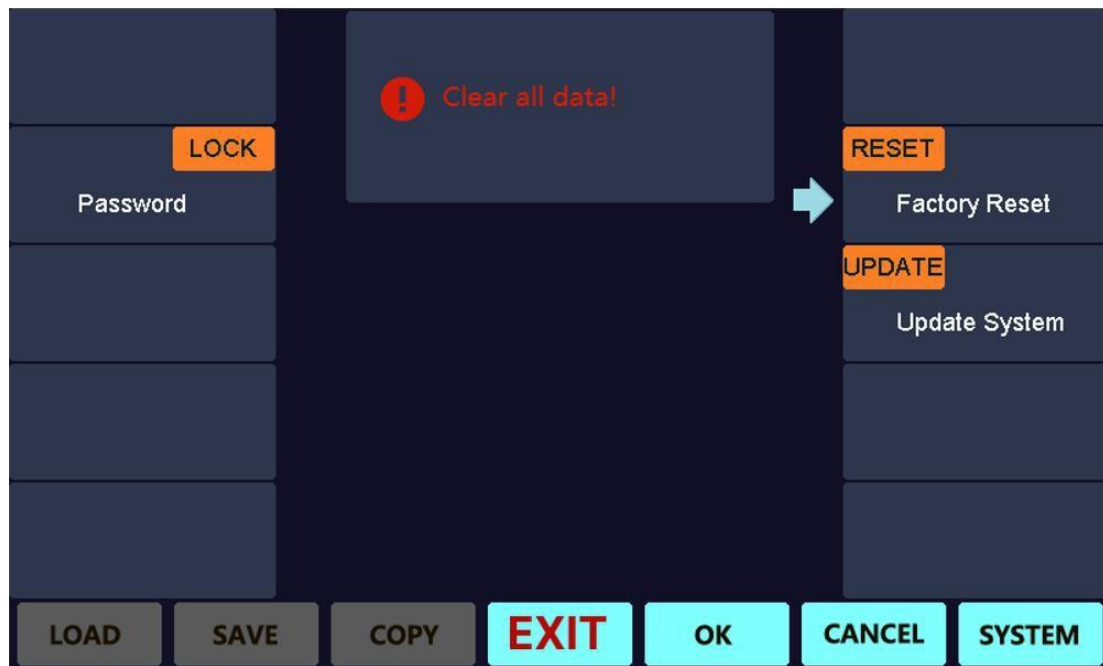 Clear all data!
LOCK
Password
RESET
Factory Reset
UPDATE
Update System
LOAD SAVE COPY EXIT OK CANCEL SYSTEM